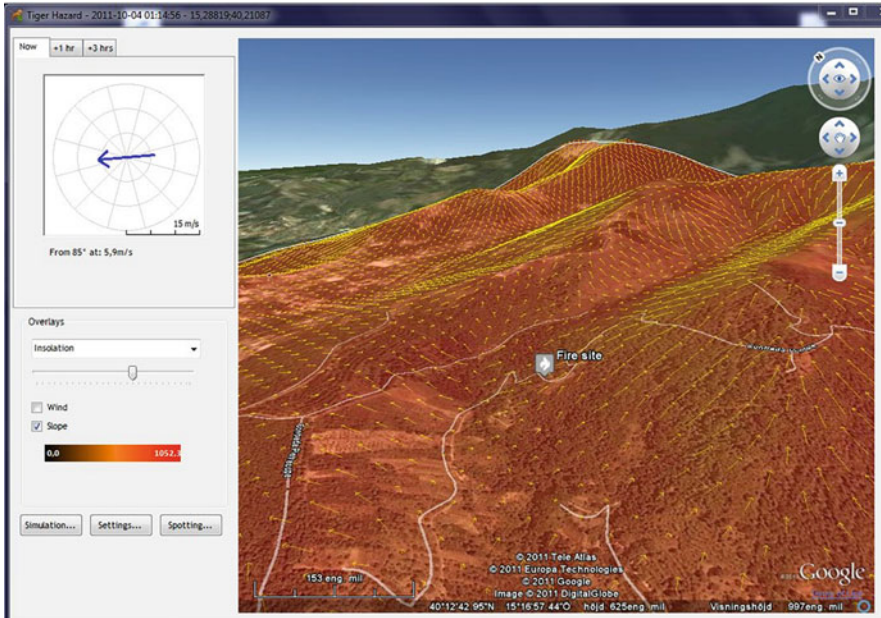 Tiger Hazard - 2011-10-04 01:14:56 - 15,28819;40,21087
Now
+1 hr
+3 hrs
15 m/s
From 85° at: 5,9m/s
Overlays
Insolation
Wind
Slope
0,0
1052,3
Simulation...
Settings...
Spotting...
N
Fire site
153 eng. mil
© 2011 Tele Atlas
© 2011 Europa Technologies
© 2011 Google
Image © 2011 DigitalGlobe
Google
40°12'42.95"N 15°16'57.44"Ö höjd 625eng. mil Visningshöjd 997eng. mil